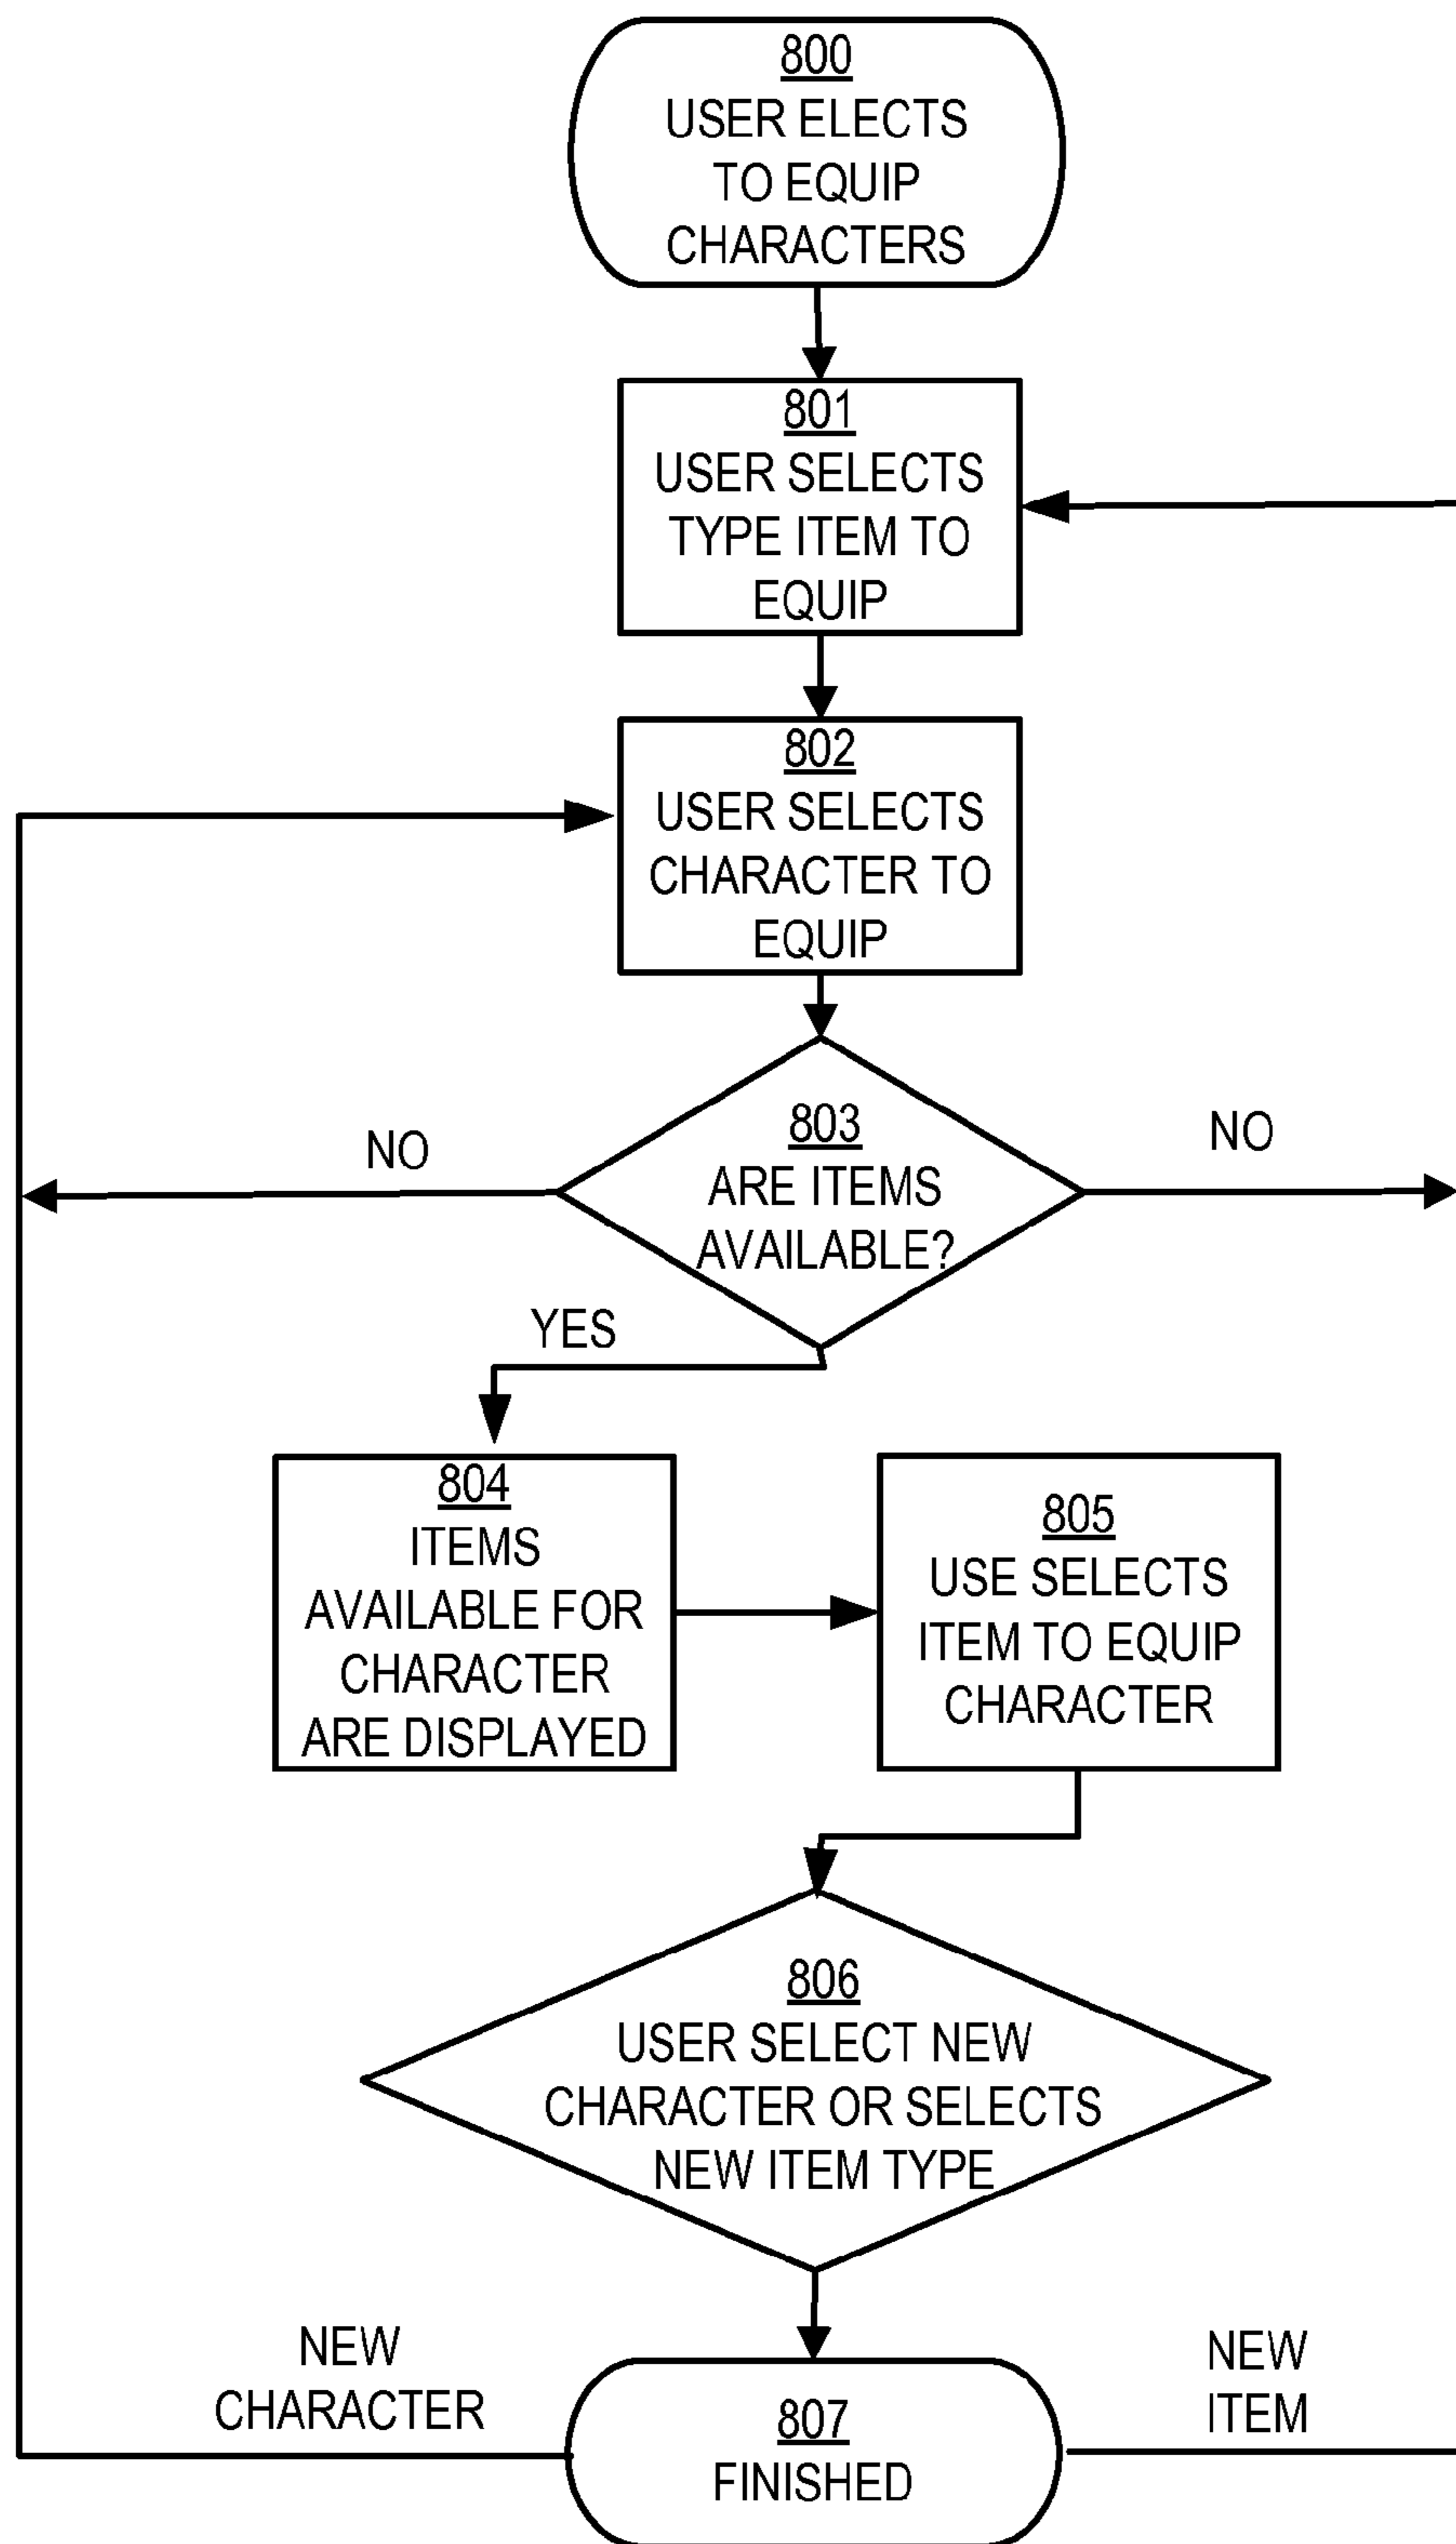 800
USER ELECTS
TO EQUIP
CHARACTERS
801
USER SELECTS
TYPE ITEM TO
EQUIP
802
USER SELECTS
CHARACTER TO
EQUIP
803
ARE ITEMS
AVAILABLE?
NO
NO
YES
804
ITEMS
AVAILABLE FOR
CHARACTER
ARE DISPLAYED
805
USE SELECTS
ITEM TO EQUIP
CHARACTER
806
USER SELECT NEW
CHARACTER OR SELECTS
NEW ITEM TYPE
NEW
CHARACTER
807
FINISHED
NEW
ITEM